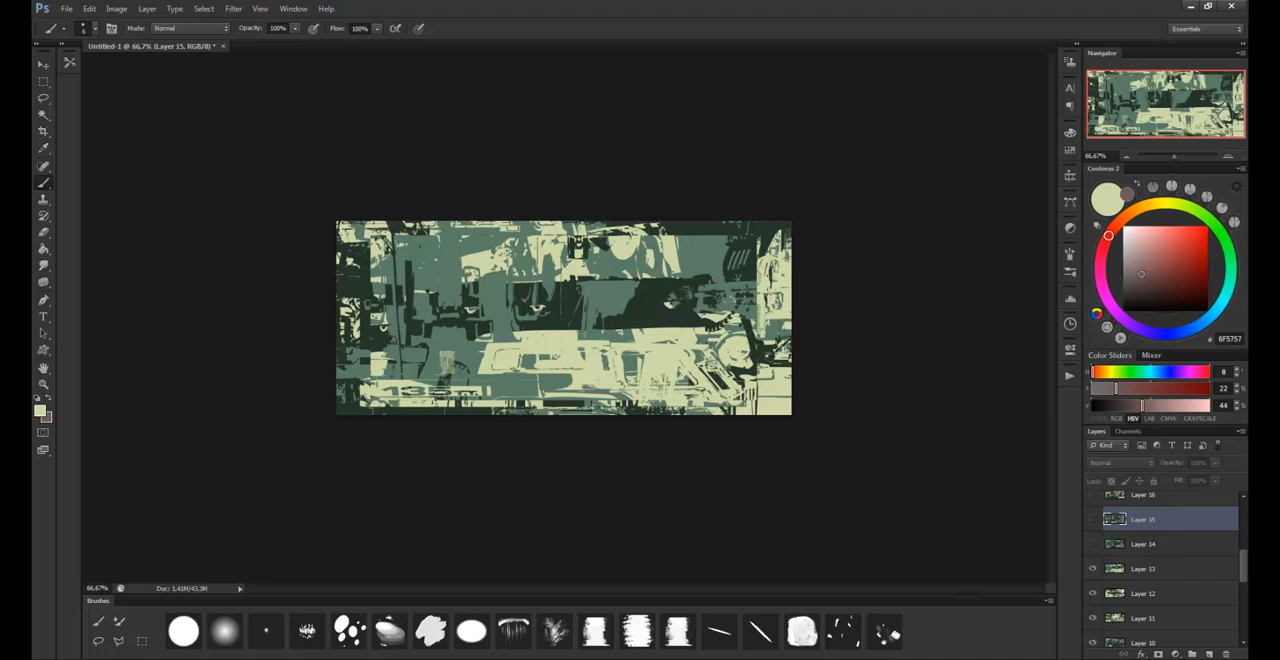 Ps File Edit Image Layer Type Select Filter View Window Help
6 Mode: Normal Opacity: 100% Flow: 100% Essentials
Untitled-1 @ 66,7% (Layer 15, RGB/8) *
Navigator
66,67%
Coolorus 2
6F5757
Color Sliders Mixer
H 0
S 22 %
V 44 %
RGB HSV LAB CMYK GRAYSCALE
Layers Channels
Kind
Normal Opacity: 100%
Lock: Fill: 100%
Layer 16
Layer 15
Layer 14
Layer 13
Layer 12
Layer 11
Layer 10
66,67% Doc: 1,41M/43,3M
Brushes